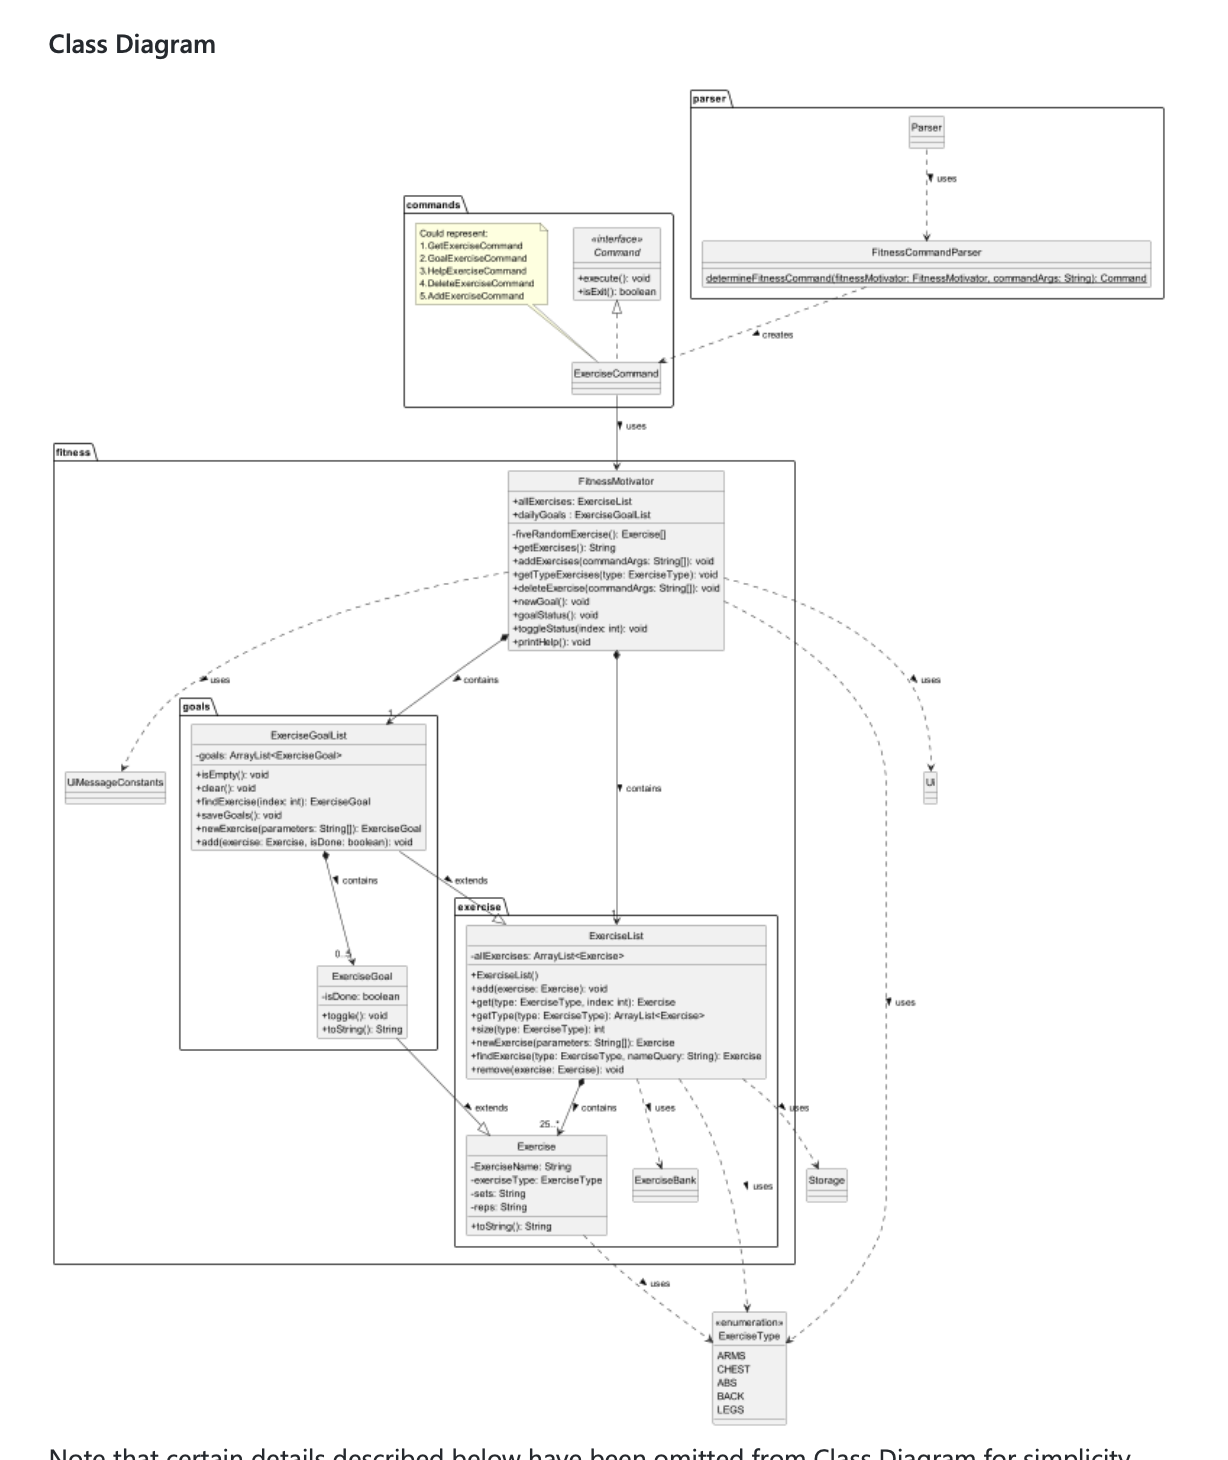 Class Diagram
parser
Parser
uses
FitnessCommandParser
determineFitnessCommand(fitnessMotivator: FitnessMotivator, commandArgs: String): Command
creates
commands
Could represent:
1.GetExerciseCommand
2.GoalExerciseCommand
3.HelpExerciseCommand
4.DeleteExerciseCommand
5.AddExerciseCommand
«interface»
Command
+execute(): void
+isExit(): boolean
ExerciseCommand
uses
fitness
FitnessMotivator
+allExercises: ExerciseList
+dailyGoals : ExerciseGoalList
-fiveRandomExercise(): Exercise[]
+getExercises(): String
+addExercises(commandArgs: String[]): void
+getTypeExercises(type: ExerciseType): void
+deleteExercise(commandArgs: String[]): void
+newGoal(): void
+goalStatus(): void
+toggleStatus(index: int): void
+printHelp(): void
uses
contains
uses
1
goals
ExerciseGoalList
-goals: ArrayList<ExerciseGoal>
+isEmpty(): void
+clear(): void
+findExercise(index: int): ExerciseGoal
+saveGoals(): void
+newExercise(parameters: String[]): ExerciseGoal
+add(exercise: Exercise, isDone: boolean): void
UiMessageConstants
contains
Ui
contains
extends
0..5
ExerciseGoal
-isDone: boolean
+toggle(): void
+toString(): String
exercise
1
ExerciseList
-allExercises: ArrayList<Exercise>
+ExerciseList()
+add(exercise: Exercise): void
+get(type: ExerciseType, index: int): Exercise
+getType(type: ExerciseType): ArrayList<Exercise>
+size(type: ExerciseType): int
+newExercise(parameters: String[]): Exercise
+findExercise(type: ExerciseType, nameQuery: String): Exercise
+remove(exercise: Exercise): void
uses
extends
contains
uses
uses
25..*
Exercise
-ExerciseName: String
-exerciseType: ExerciseType
-sets: String
-reps: String
+toString(): String
ExerciseBank
uses
Storage
uses
«enumeration»
ExerciseType
ARMS
CHEST
ABS
BACK
LEGS
Note that certain details described below have been omitted from Class Diagram for simplicity